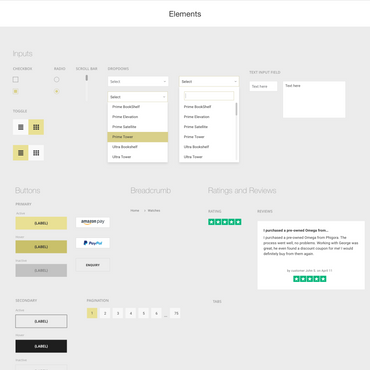 Elements
Inputs
CHECKBOX
RADIO
SCROLL BAR
DROPDOWNS
TEXT INPUT FIELD
Select
Select
Text here
Text here
Select
Prime BookShelf
Prime Elevation
Prime Satellite
Prime Tower
Ultra Bookshelf
Ultra Tower
Prime BookShelf
Prime Elevation
Prime Satellite
Prime Tower
Ultra Bookshelf
Ultra Tower
TOGGLE
Buttons
Breadcrumb
Ratings and Reviews
PRIMARY
Home
RATING
REVIEWS
[LABEL]
amazon pay
[LABEL]
PayPal
[LABEL]
ENQUIRY
I purchased a pre-owned Omega from...
I purchased a pre-owned Omega from Phigora. The
process went well, no problems. Working with George was
great, he even found a discount coupon for me I would
definitely buy from them again.
SECONDARY
PAGINATION
TABS
[LABEL]
1 2 3 4 5 6 ... 75
[LABEL]